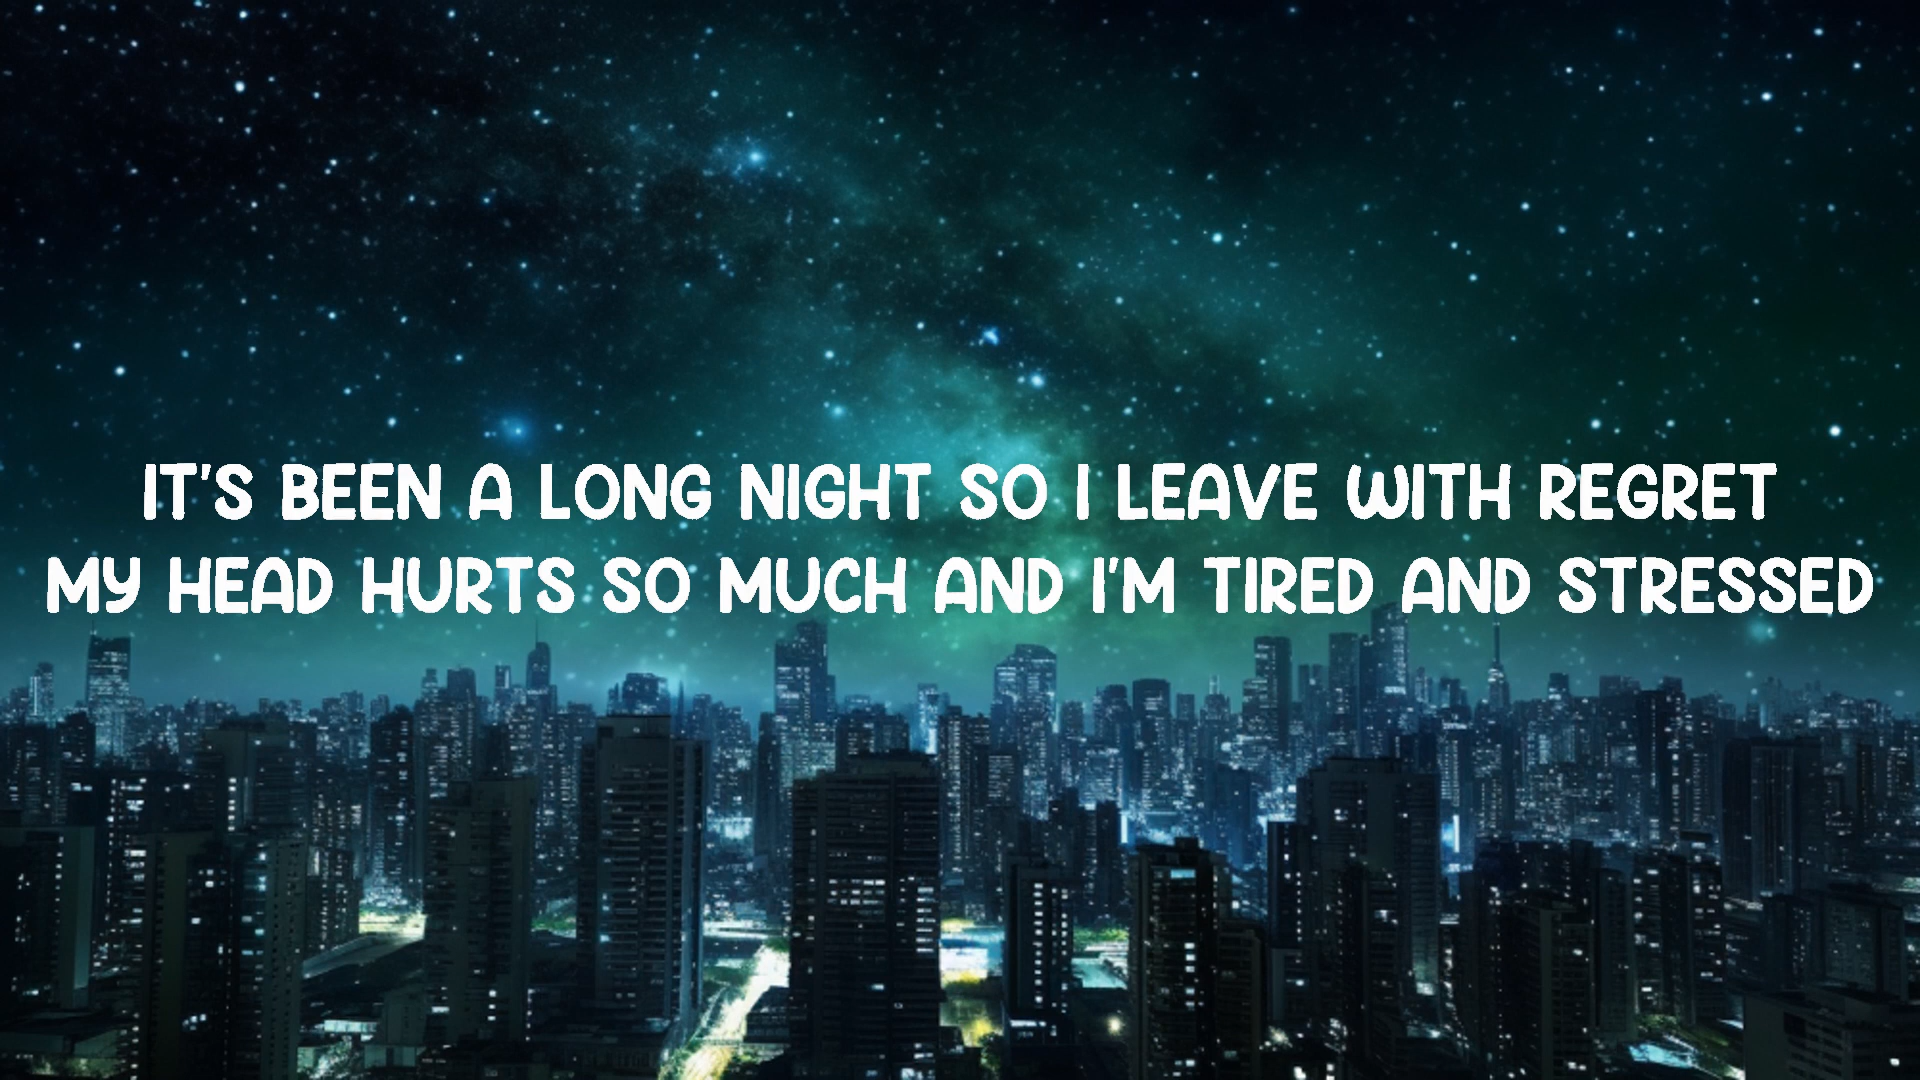 IT'S BEEN A LONG NIGHT SO I LEAVE WITH REGRET
MY HEAD HURTS SO MUCH AND I'M TIRED AND STRESSED